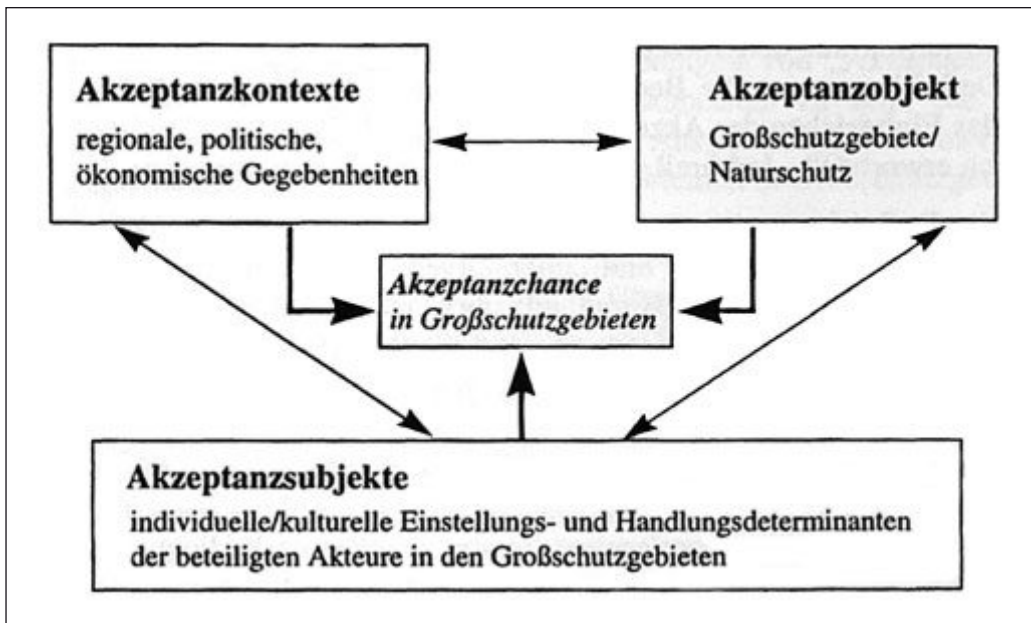 Akzeptanzkontexte
regionale, politische,
ökonomische Gegebenheiten
Akzeptanzobjekt
Großschutzgebiete/
Naturschutz
Akzeptanzchance
in Großschutzgebieten
Akzeptanzsubjekte
individuelle/kulturelle Einstellungs- und Handlungsdeterminanten
der beteiligten Akteure in den Großschutzgebieten